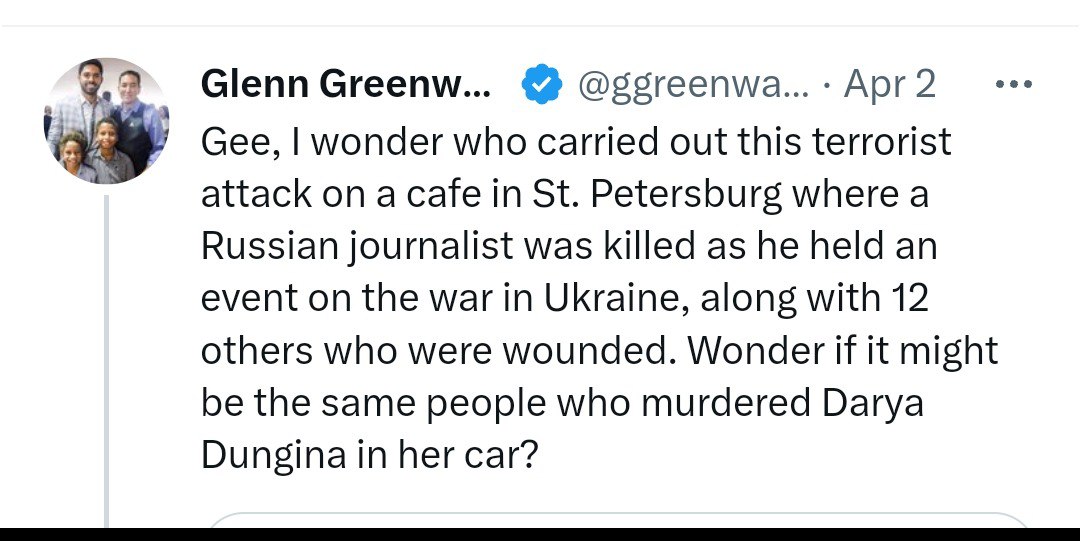 Glenn Greenw... @ggreenwa... · Apr 2 ...
Gee, I wonder who carried out this terrorist
attack on a cafe in St. Petersburg where a
Russian journalist was killed as he held an
event on the war in Ukraine, along with 12
others who were wounded. Wonder if it might
be the same people who murdered Darya
Dungina in her car?